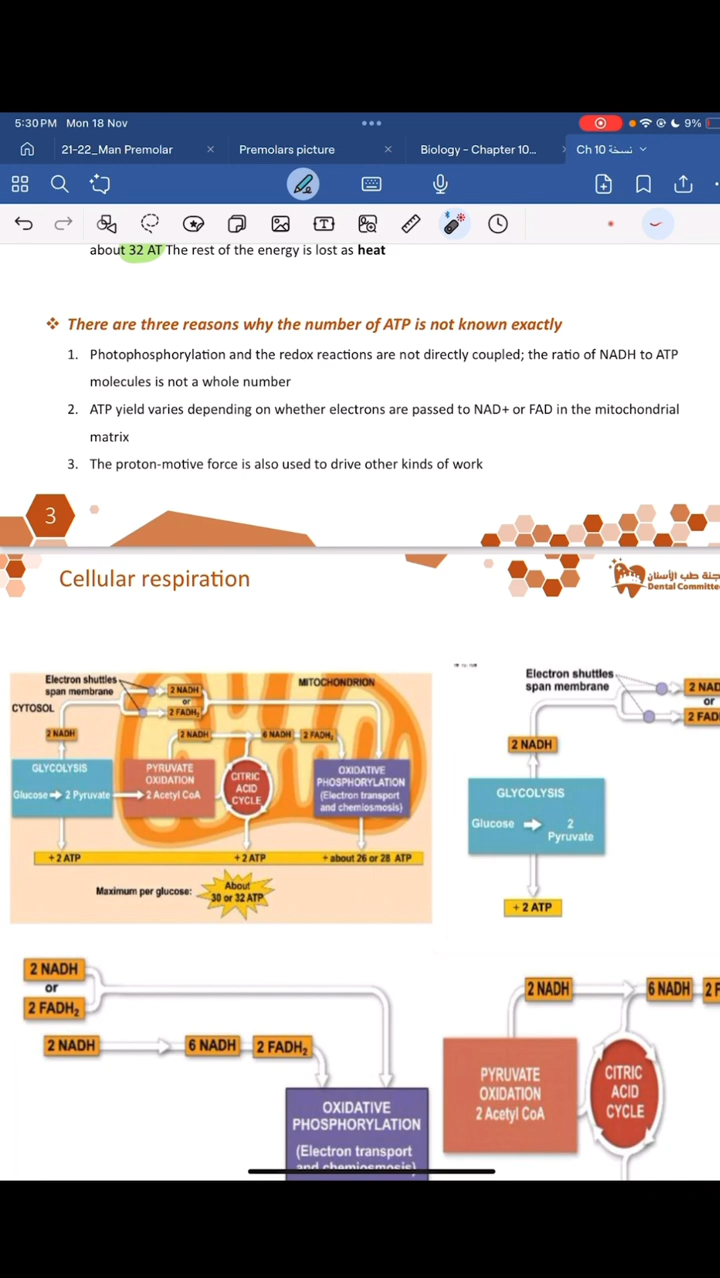 5:30 PM Mon 18 Nov
9%
21-22_Man Premolar
Premolars picture
Biology - Chapter 10...
Ch 10 نسخة
about 32 AT The rest of the energy is lost as heat
❖ There are three reasons why the number of ATP is not known exactly
1. Photophosphorylation and the redox reactions are not directly coupled; the ratio of NADH to ATP
molecules is not a whole number
2. ATP yield varies depending on whether electrons are passed to NAD+ or FAD in the mitochondrial
matrix
3. The proton-motive force is also used to drive other kinds of work
3
Cellular respiration
لجنة طب الأسنان
Dental Committe
Electron shuttles
span membrane
MITOCHONDRION
CYTOSOL
2 NADH
or
2 FADH₂
2 NADH
2 NADH
6 NADH
2 FADH₂
GLYCOLYSIS
Glucose 2 Pyruvate
PYRUVATE
OXIDATION
2 Acetyl CoA
CITRIC
ACID
CYCLE
OXIDATIVE
PHOSPHORYLATION
(Electron transport
and chemiosmosis)
+ 2 ATP
+ 2 ATP
+ about 26 or 28 ATP
Maximum per glucose:
About
30 or 32 ATP
Electron shuttles
span membrane
2 NAD
or
2 FAD
2 NADH
GLYCOLYSIS
Glucose
2
Pyruvate
+ 2 ATP
2 NADH
or
2 FADH₂
2 NADH
6 NADH
2 FADH₂
OXIDATIVE
PHOSPHORYLATION
(Electron transport
and chemiosmosis)
2 NADH
6 NADH
2 F
PYRUVATE
OXIDATION
2 Acetyl CoA
CITRIC
ACID
CYCLE